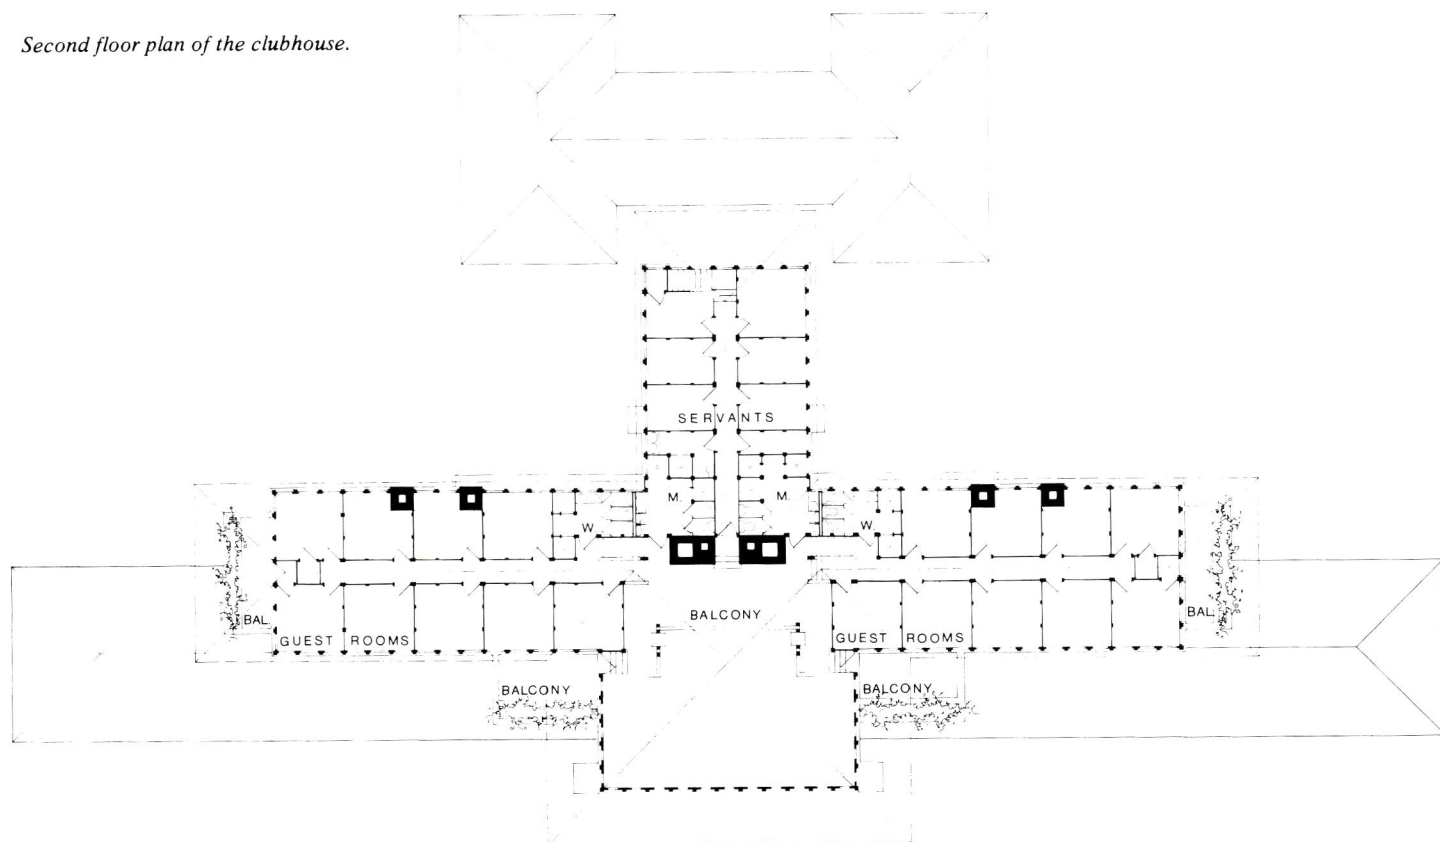 Second floor plan of the clubhouse.
SERVANTS
M.
M.
W.
W.
BALCONY
BAL.
GUEST ROOMS
GUEST ROOMS
BAL.
BALCONY
BALCONY